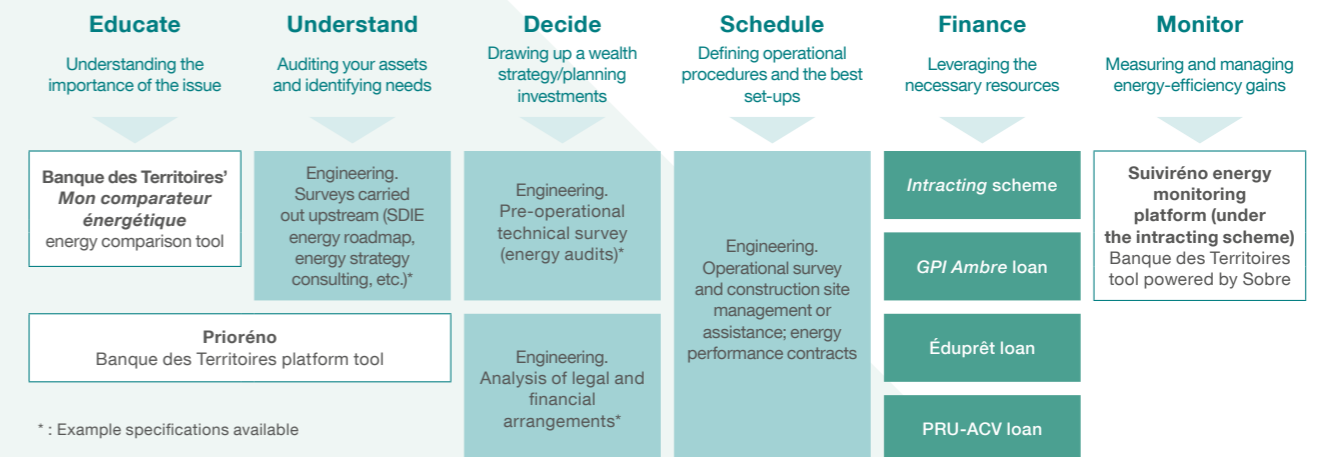 Educate
Understanding the
importance of the issue
Banque des Territoires'
Mon comparateur
énergétique
energy comparison tool
Understand
Auditing your assets
and identifying needs
Engineering.
Surveys carried
out upstream (SDIE
energy roadmap,
energy strategy
consulting, etc.)*
Prioréno
Banque des Territoires platform tool
Decide
Drawing up a wealth
strategy/planning
investments
Engineering.
Pre-operational
technical survey
(energy audits)*
Engineering.
Analysis of legal and
financial
arrangements*
Schedule
Defining operational
procedures and the best
set-ups
Engineering.
Operational survey
and construction site
management or
assistance; energy
performance contracts
Finance
Leveraging the
necessary resources
Intracting scheme
GPI Ambre loan
Éduprêt loan
PRU-ACV loan
Monitor
Measuring and managing
energy-efficiency gains
Suiviréno energy
monitoring
platform (under
the intracting scheme)
Banque des Territoires
tool powered by Sobre
* : Example specifications available